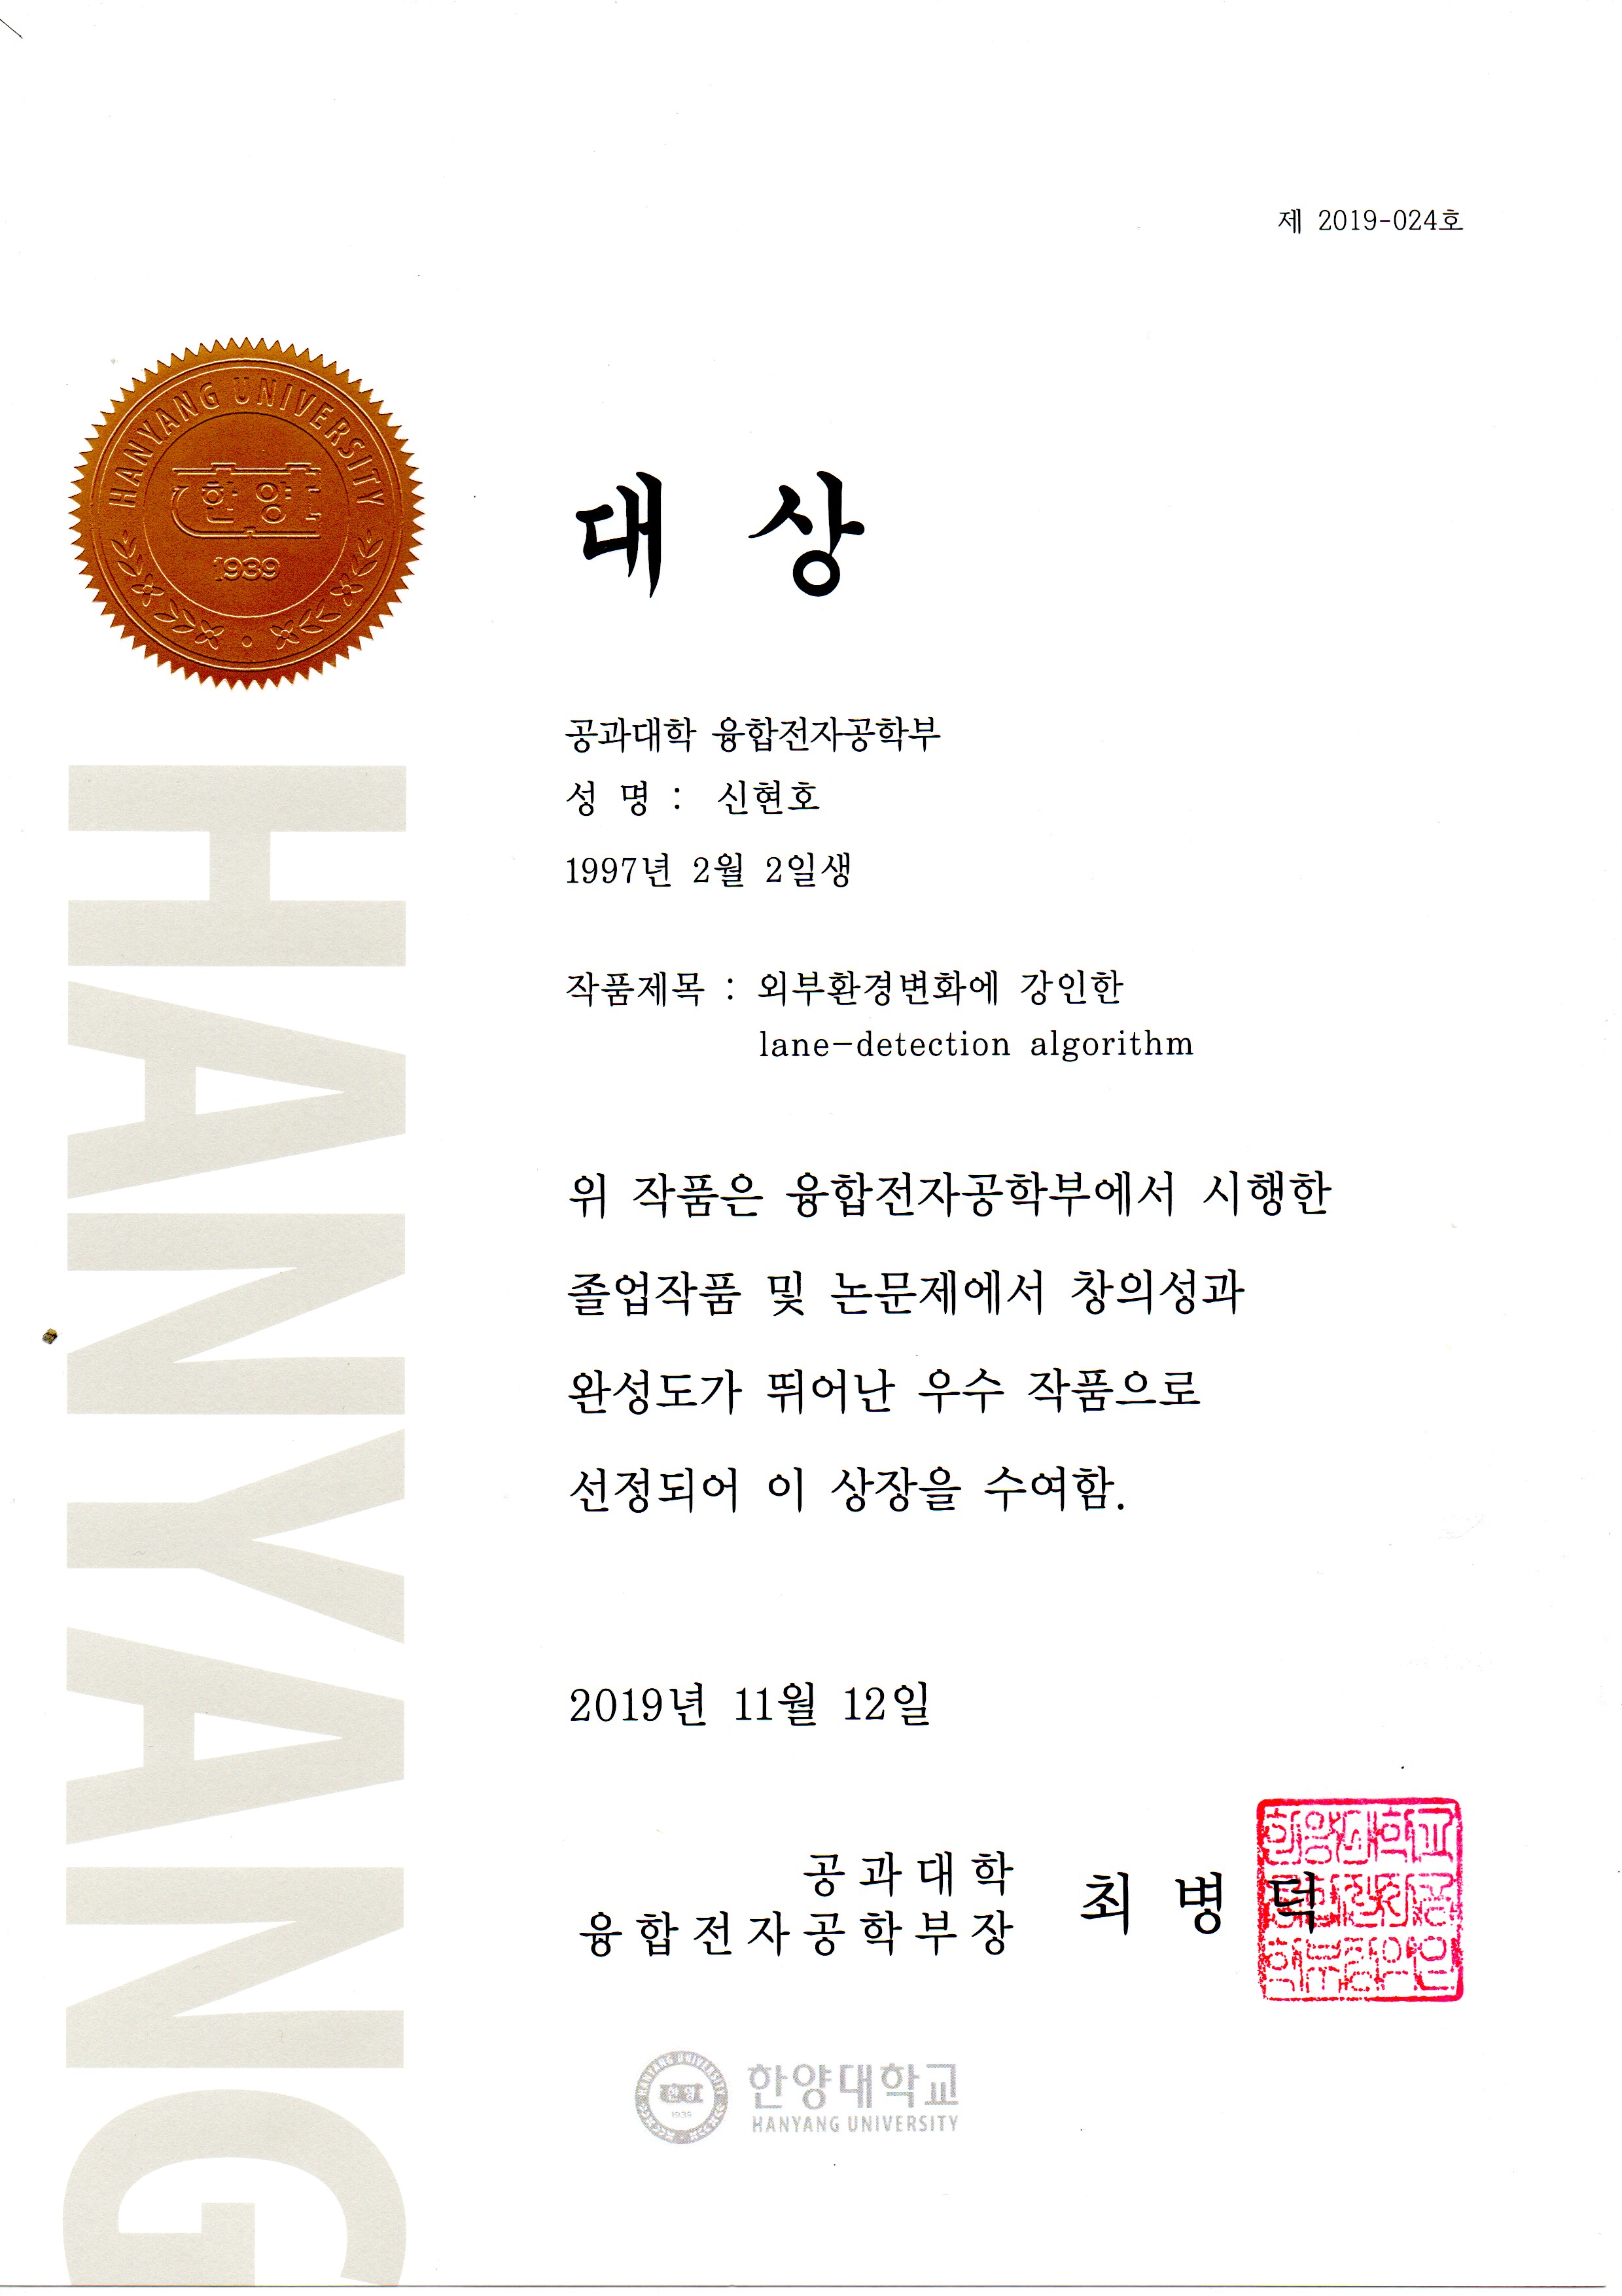 제 2019-024호
HANYANG UNIVERSITY
한양
1939
대 상
공과대학 융합전자공학부
성 명 : 신현호
1997년 2월 2일생
작품제목 : 외부환경변화에 강인한
lane-detection algorithm
위 작품은 융합전자공학부에서 시행한
졸업작품 및 논문제에서 창의성과
완성도가 뛰어난 우수 작품으로
선정되어 이 상장을 수여함.
2019년 11월 12일
공과대학
융합전자공학부장 최병덕
한양대학교
융합전자공
학부장의인
HANYANG UNIVERSITY
한양
1939
한양대학교
HANYANG UNIVERSITY
HANYANG